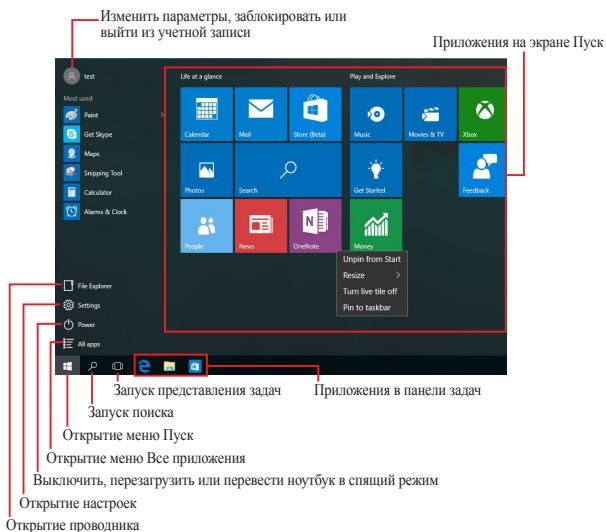 Изменить параметры, заблокировать или
выйти из учетной записи
Приложения на экране Пуск
test
Life at a glance
Play and Explore
Most used
Paint
Get Skype
Maps
Snipping Tool
Calculator
Alarms & Clock
Calendar
Mail
Store (Beta)
Music
Movies & TV
Xbox
Photos
Search
Get Started
Feedback
People
News
OneNote
Money
Unpin from Start
Resize
Turn live tile off
Pin to taskbar
File Explorer
Settings
Power
All apps
Запуск представления задач
Приложения в панели задач
Запуск поиска
Открытие меню Пуск
Открытие меню Все приложения
Выключить, перезагрузить или перевести ноутбук в спящий режим
Открытие настроек
Открытие проводника